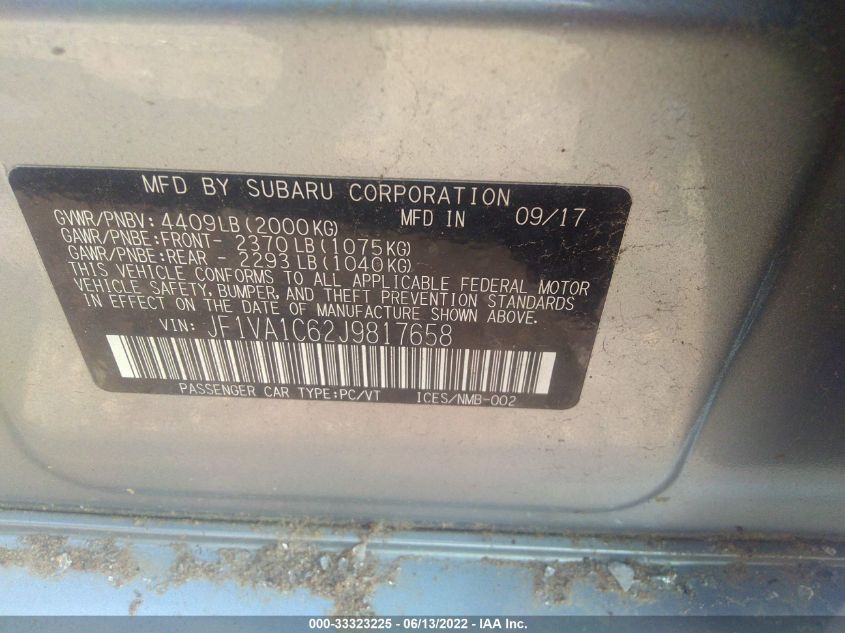 MFD BY SUBARU CORPORATION
GVWR/PNBV: 4409LB (2000KG) MFD IN 09/17
GAWR/PNBE:FRONT- 2370LB (1075KG)
GAWR/PNBE:REAR - 2293LB (1040KG)
THIS VEHICLE CONFORMS TO ALL APPLICABLE FEDERAL MOTOR
VEHICLE SAFETY, BUMPER, AND THEFT PREVENTION STANDARDS
IN EFFECT ON THE DATE OF MANUFACTURE SHOWN ABOVE.
VIN: JF1VA1C62J9817658
PASSENGER CAR TYPE:PC/VT ICES/NMB-002
000-33323225 - 06/13/2022 - IAA Inc.